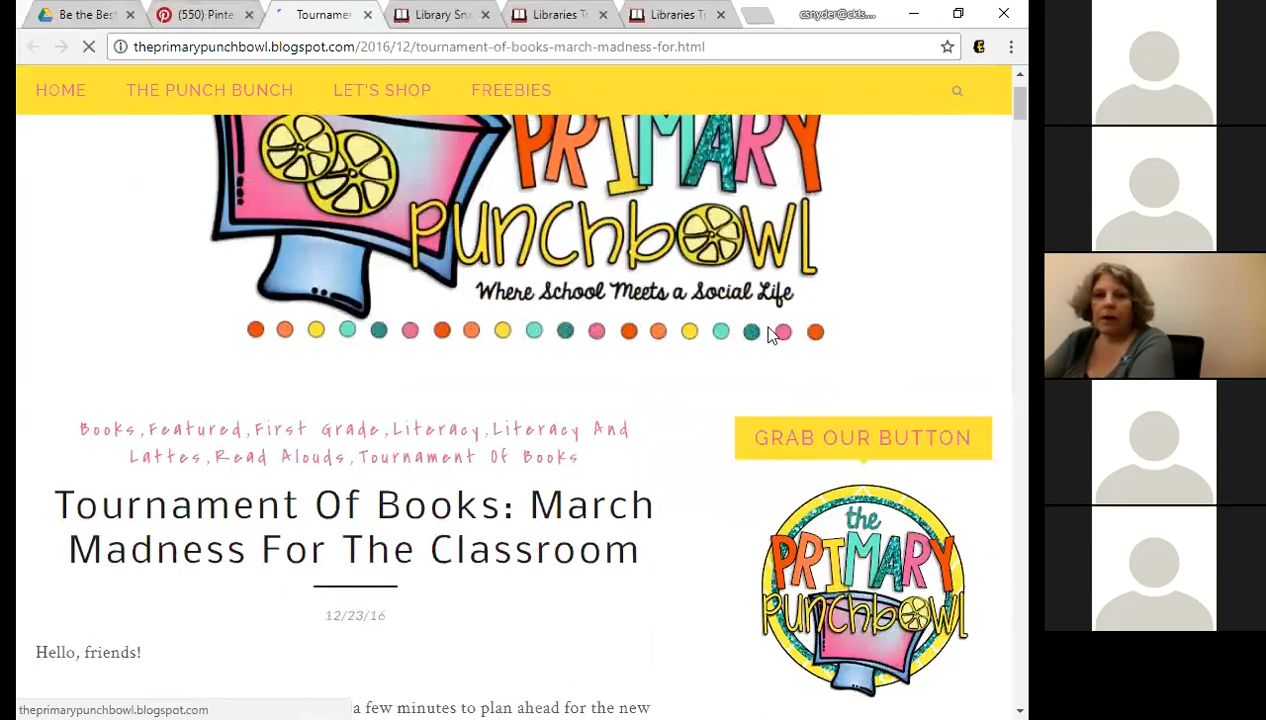 Be the Best
(550) Pinte
Tournamer
Library Sna
Libraries T
Libraries Tr
csnyder@ckts....
theprimarypunchbowl.blogspot.com/2016/12/tournament-of-books-march-madness-for.html
HOME THE PUNCH BUNCH LET'S SHOP FREEBIES
PRIMARY
punchbowl
Where School Meets a Social Life
Books,Featured,First Grade,Literacy,Literacy And
Lattes,Read Alouds,Tournament Of Books
Tournament Of Books: March
Madness For The Classroom
12/23/16
Hello, friends!
a few minutes to plan ahead for the new
GRAB OUR BUTTON
the
PRIMARY
punchbowl
theprimarypunchbowl.blogspot.com